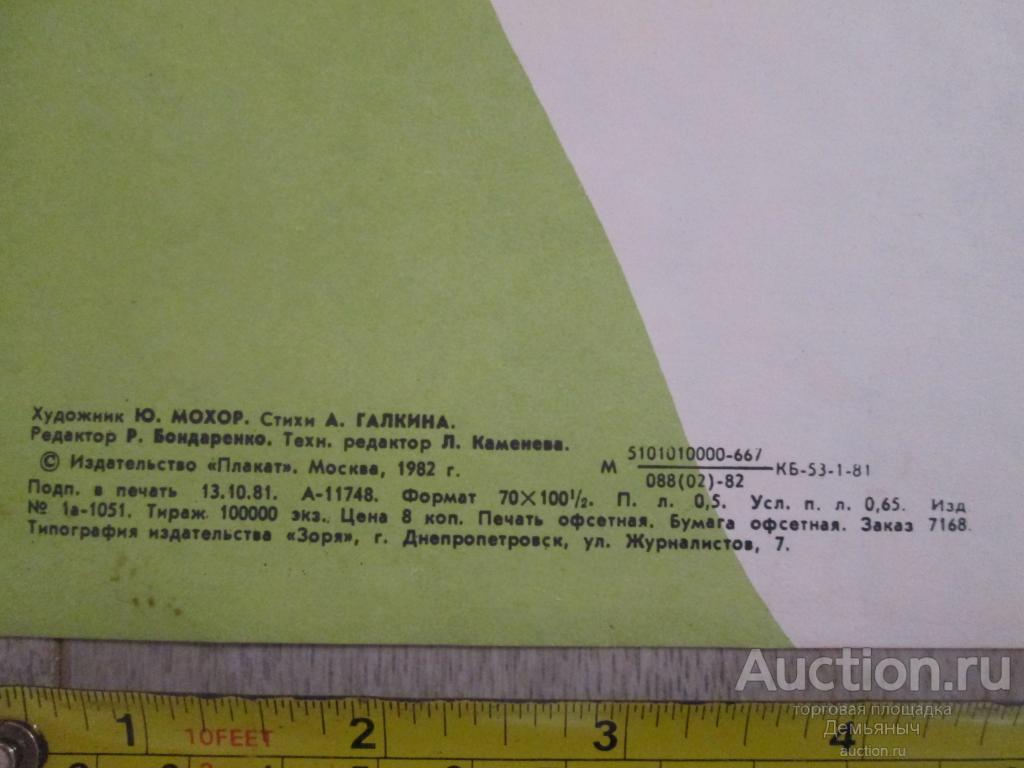 Художник Ю. МОХОР. Стихи А. ГАЛКИНА.
Редактор Р. Бондаренко. Техн. редактор Л. Каменева.
© Издательство «Плакат». Москва, 1982 г.
М 5101010000-667
088(02)-82
КБ-53-1-81
Подп. в печать 13.10.81. А-11748. Формат 70×100½. П. л. 0,5. Усл. п. л. 0,65. Изд
№ 1а-1051. Тираж 100000 экз. Цена 8 коп. Печать офсетная. Бумага офсетная. Заказ 7168.
Типография издательства «Зоря», г. Днепропетровск, ул. Журналистов, 7.
Auction.ru
торговая площадка
Демьяныч
auction.ru
1 10FEET 2 3 4